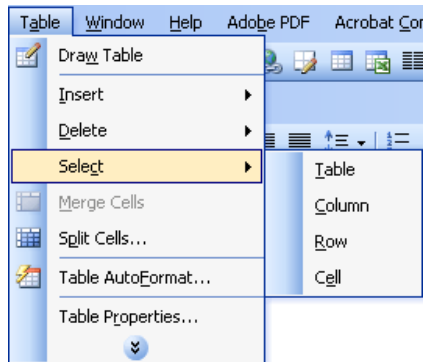 Table Window Help Adobe PDF Acrobat Co
Draw Table
Insert
Delete
Select
Merge Cells
Split Cells...
Table AutoFormat...
Table Properties...
Table
Column
Row
Cell